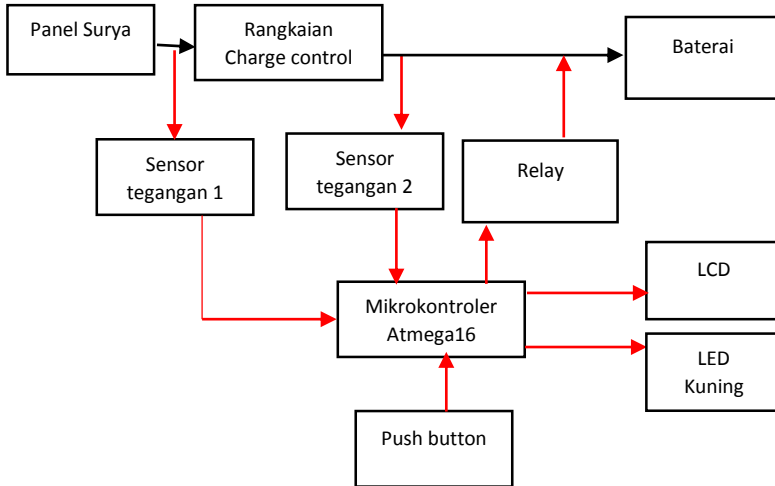 Panel Surya
Rangkaian
Charge control
Baterai
Sensor
tegangan 1
Sensor
tegangan 2
Relay
LCD
Mikrokontroler
Atmega16
LED
Kuning
Push button